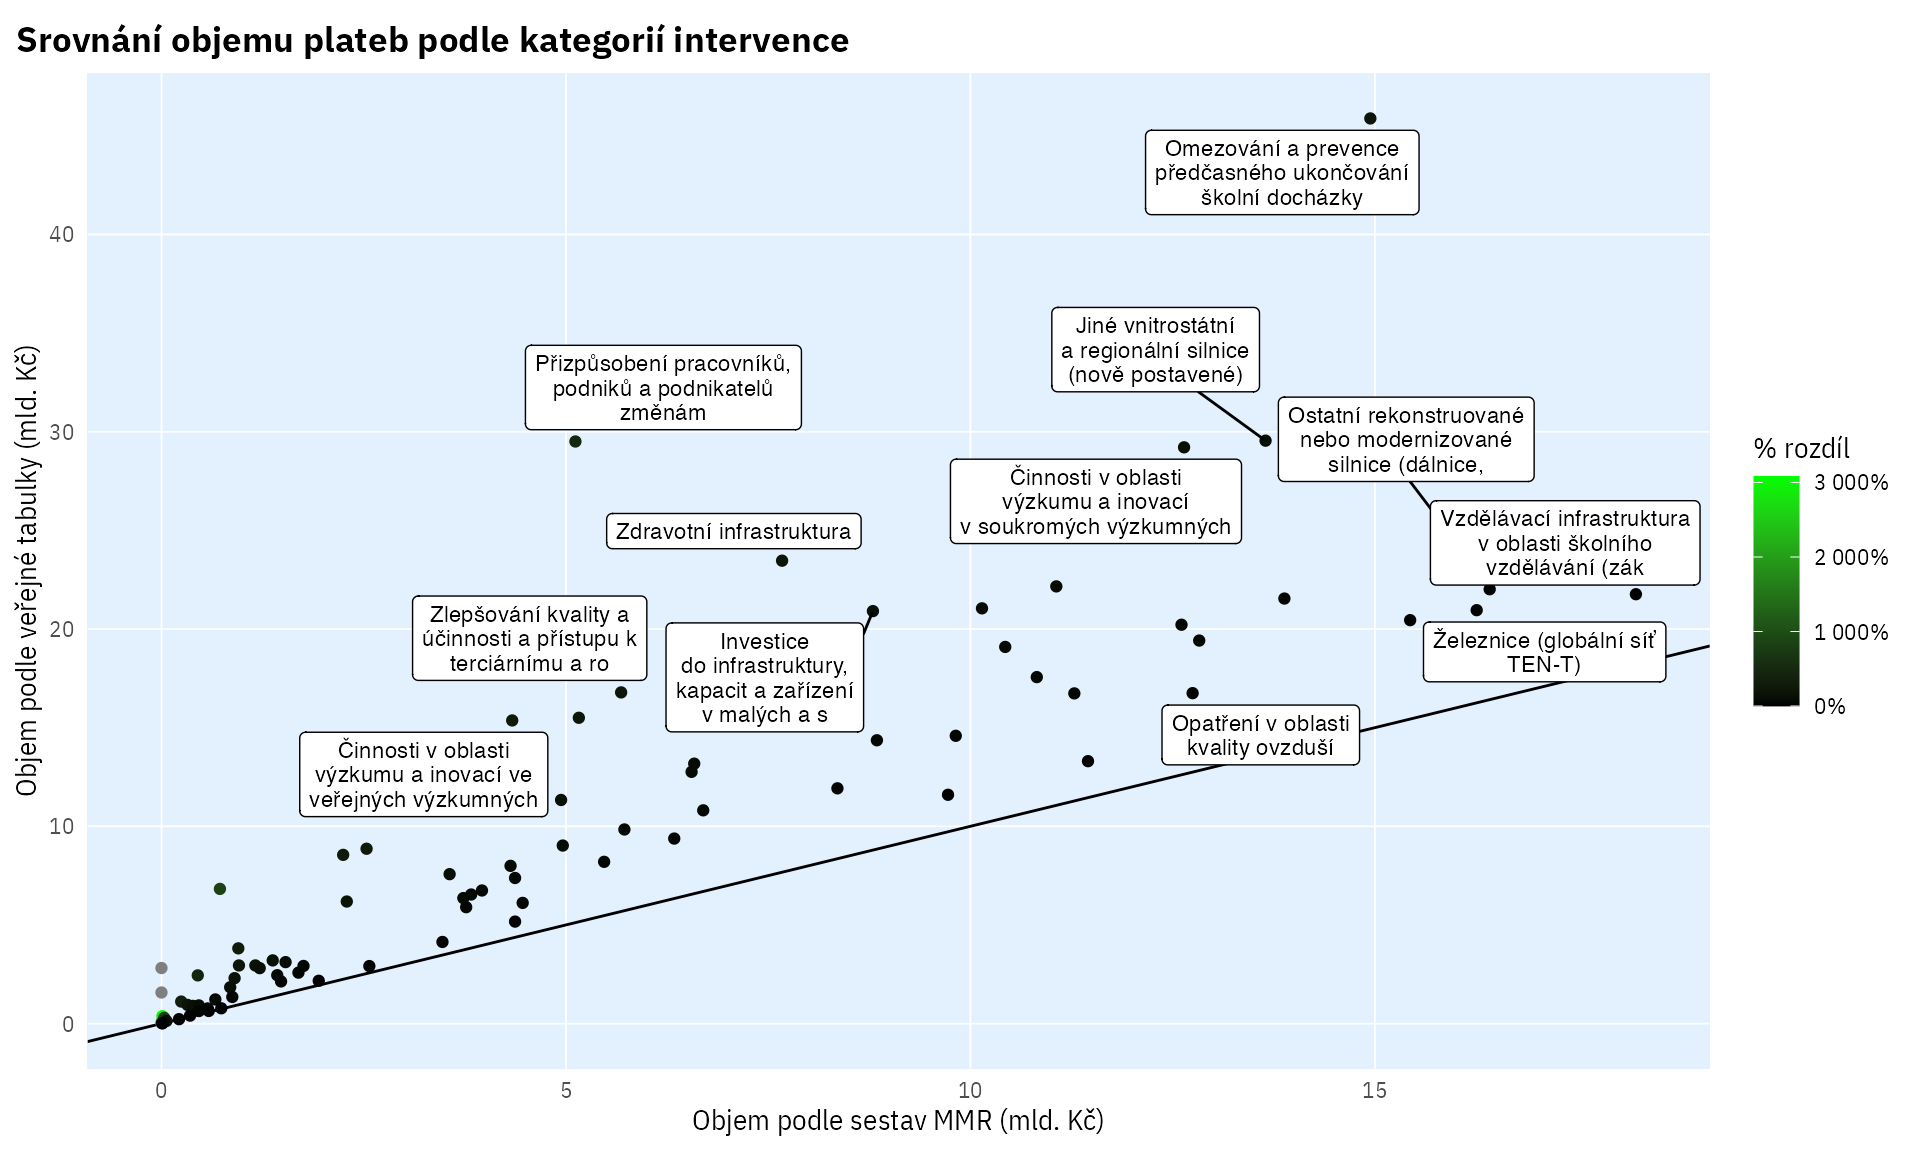 Srovnání objemu plateb podle kategorií intervence
Objem podle veřejné tabulky (mld. Kč)
40
30
20
10
0
Omezování a prevence
předčasného ukončování
školní docházky
Jiné vnitrostátní
a regionální silnice
(nově postavené)
Přizpůsobení pracovníků,
podniků a podnikatelů
změnám
Ostatní rekonstruované
nebo modernizované
silnice (dálnice,
Činnosti v oblasti
výzkumu a inovací
v soukromých výzkumných
Vzdělávací infrastruktura
v oblasti školního
vzdělávání (zák
Zdravotní infrastruktura
Zlepšování kvality a
účinnosti a přístupu k
terciárnímu a ro
Investice
do infrastruktury,
kapacit a zařízení
v malých a s
Železnice (globální síť
TEN-T)
Opatření v oblasti
kvality ovzduší
Činnosti v oblasti
výzkumu a inovací ve
veřejných výzkumných
0
5
10
15
Objem podle sestav MMR (mld. Kč)
% rozdíl
3 000%
2 000%
1 000%
0%